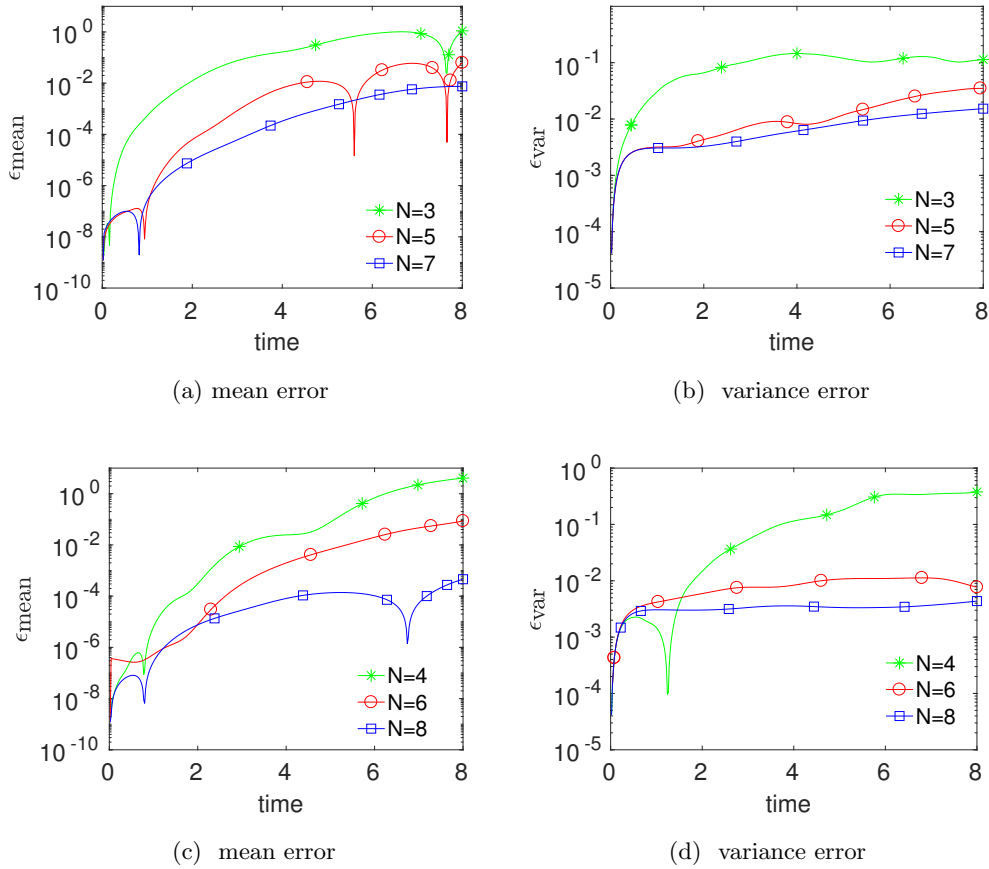 10^0
10^-2
10^-4
10^-6
10^-8
10^-10
ϵmean
0 2 4 6 8
time
N=3
N=5
N=7
(a) mean error
10^-1
10^-2
10^-3
10^-4
10^-5
ϵvar
0 2 4 6 8
time
N=3
N=5
N=7
(b) variance error
10^0
10^-2
10^-4
10^-6
10^-8
10^-10
ϵmean
0 2 4 6 8
time
N=4
N=6
N=8
(c) mean error
10^0
10^-1
10^-2
10^-3
10^-4
10^-5
ϵvar
0 2 4 6 8
time
N=4
N=6
N=8
(d) variance error